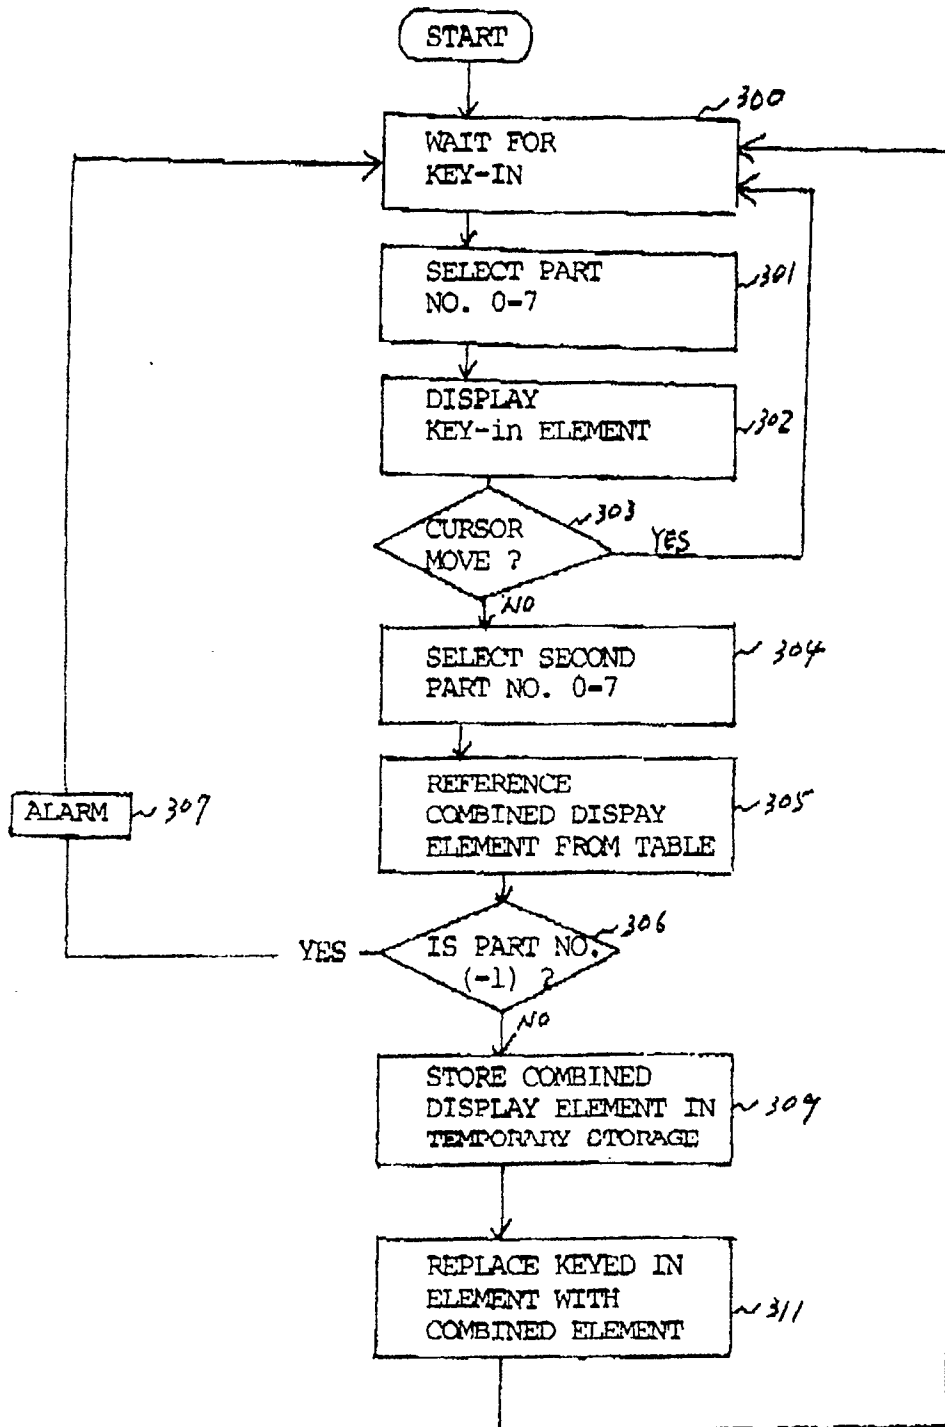 START
300
WAIT FOR
KEY-IN
301
SELECT PART
NO. 0-7
DISPLAY
KEY-in ELEMENT
302
303
CURSOR
MOVE ?
YES
NO
304
SELECT SECOND
PART NO. 0-7
REFERENCE
COMBINED DISPAY
ELEMENT FROM TABLE
305
ALARM
307
306
YES
IS PART NO.
(-1) ?
NO
STORE COMBINED
DISPLAY ELEMENT IN
TEMPORARY STORAGE
309
REPLACE KEYED IN
ELEMENT WITH
COMBINED ELEMENT
311